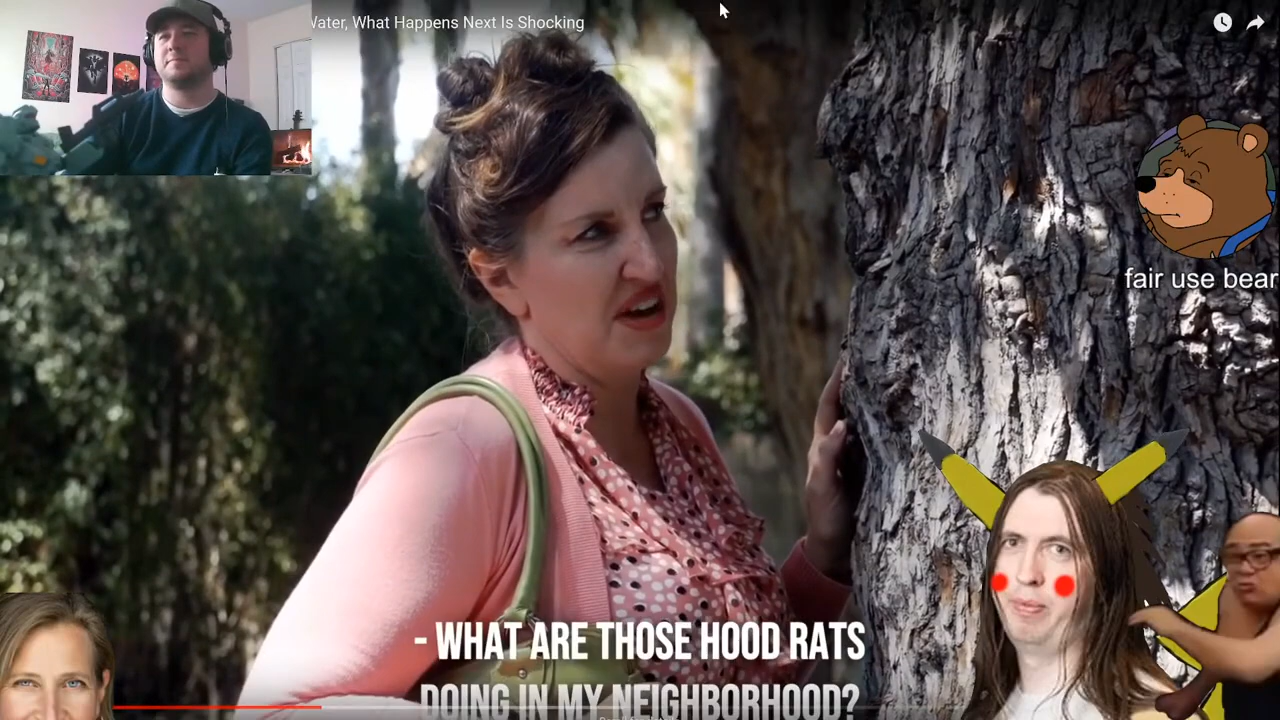 Water, What Happens Next Is Shocking
fair use bear
- WHAT ARE THOSE HOOD RATS
DOING IN MY NEIGHBORHOOD?